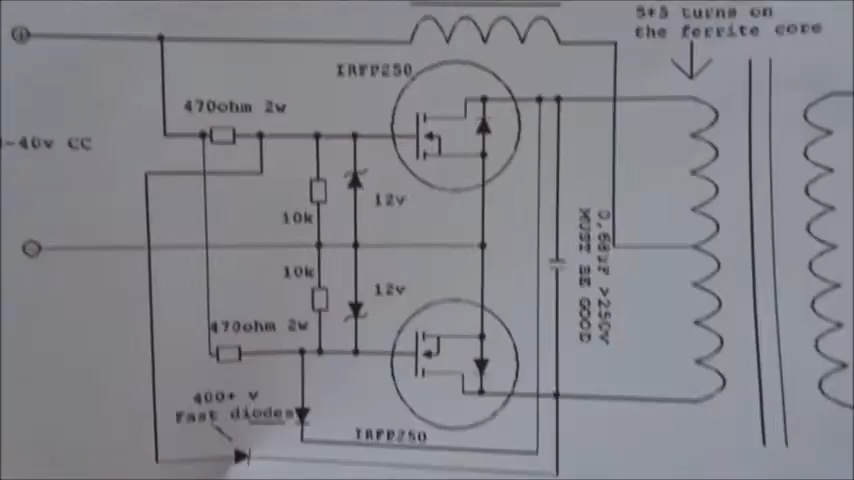 5+5 turns on
the ferrite core
IRFP250
470ohm 2w
-40v CC
12v
10k
10k
12v
0,68uF >250V
MUST BE GOOD
470ohm 2w
400+ v
Fast diodes
IRFP250